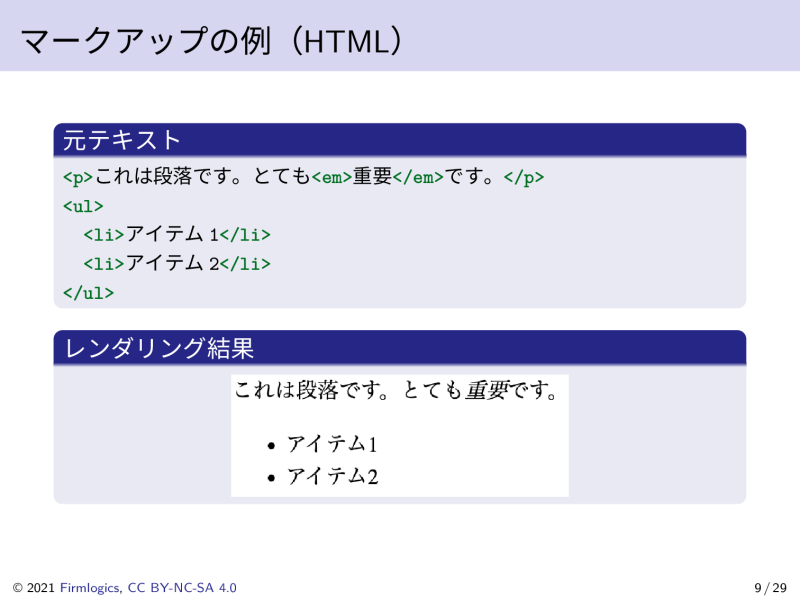 マークアップの例（HTML）
元テキスト
<p>これは段落です。とても<em>重要</em>です。</p>
<ul>
  <li>アイテム 1</li>
  <li>アイテム 2</li>
</ul>
レンダリング結果
これは段落です。とても重要です。
• アイテム1
• アイテム2
© 2021 Firmlogics, CC BY-NC-SA 4.0
9 / 29